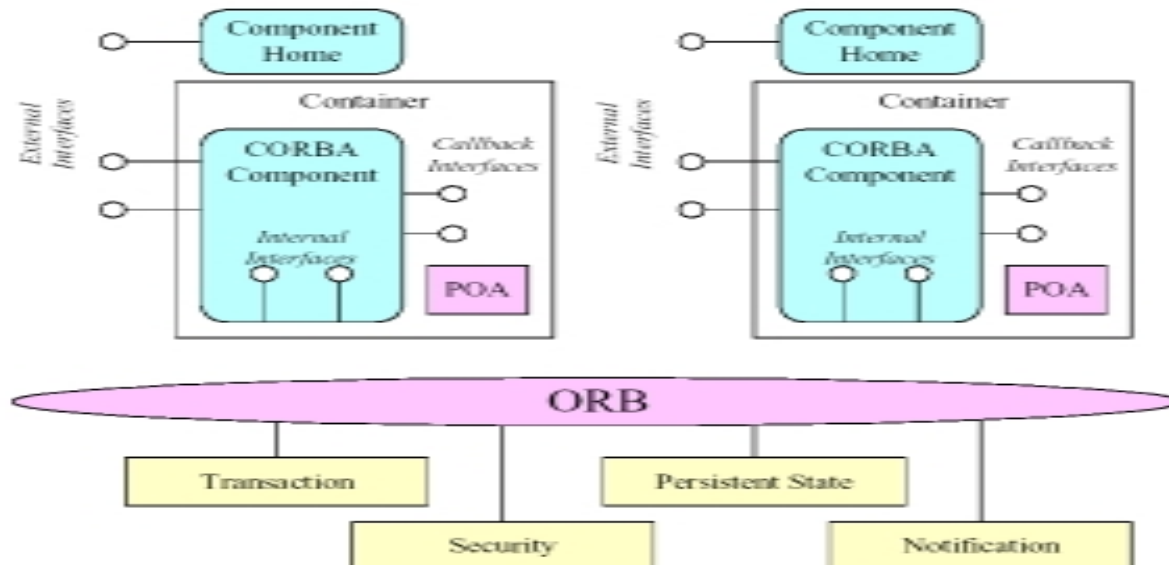 Component
Home
Container
External
Interfaces
CORBA
Component
Callback
Interfaces
Internal
Interfaces
POA
Component
Home
Container
External
Interfaces
CORBA
Component
Callback
Interfaces
Internal
Interfaces
POA
ORB
Transaction
Persistent State
Security
Notification